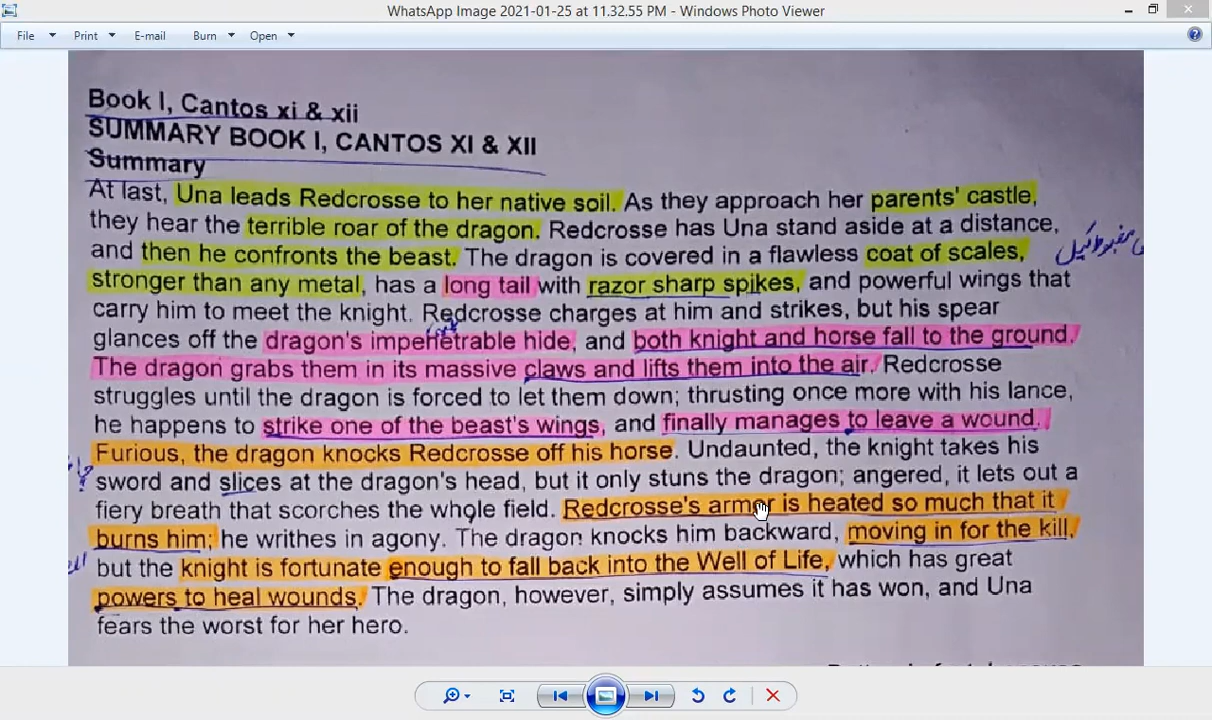 WhatsApp Image 2021-01-25 at 11.32.55 PM - Windows Photo Viewer
File Print E-mail Burn Open
Book I, Cantos xi & xii
SUMMARY BOOK I, CANTOS XI & XII
Summary
At last, Una leads Redcrosse to her native soil. As they approach her parents' castle,
they hear the terrible roar of the dragon. Redcrosse has Una stand aside at a distance,
and then he confronts the beast. The dragon is covered in a flawless coat of scales,
stronger than any metal, has a long tail with razor sharp spikes, and powerful wings that
carry him to meet the knight. Redcrosse charges at him and strikes, but his spear
glances off the dragon's impenetrable hide, and both knight and horse fall to the ground.
The dragon grabs them in its massive claws and lifts them into the air. Redcrosse
struggles until the dragon is forced to let them down; thrusting once more with his lance,
he happens to strike one of the beast's wings, and finally manages to leave a wound.
Furious, the dragon knocks Redcrosse off his horse. Undaunted, the knight takes his
sword and slices at the dragon's head, but it only stuns the dragon; angered, it lets out a
fiery breath that scorches the whole field. Redcrosse's armor is heated so much that it
burns him; he writhes in agony. The dragon knocks him backward, moving in for the kill,
but the knight is fortunate enough to fall back into the Well of Life, which has great
powers to heal wounds. The dragon, however, simply assumes it has won, and Una
fears the worst for her hero.